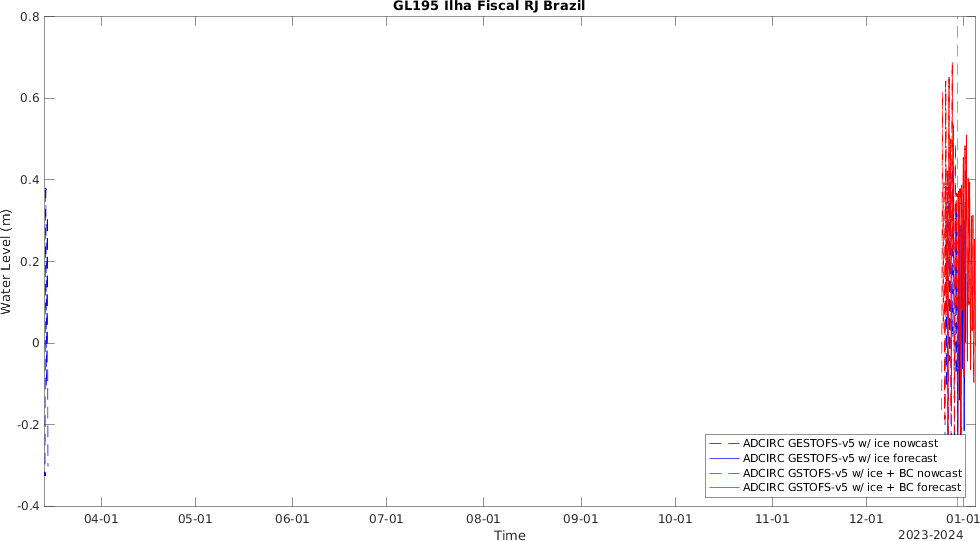 GL195 Ilha Fiscal RJ Brazil
0.8
0.6
0.4
0.2
0
-0.2
-0.4
Water Level (m)
ADCIRC GESTOFS-v5 w/ ice nowcast
ADCIRC GESTOFS-v5 w/ ice forecast
ADCIRC GSTOFS-v5 w/ ice + BC nowcast
ADCIRC GSTOFS-v5 w/ ice + BC forecast
04-01 05-01 06-01 07-01 08-01 09-01 10-01 11-01 12-01 01-01
Time
2023-2024